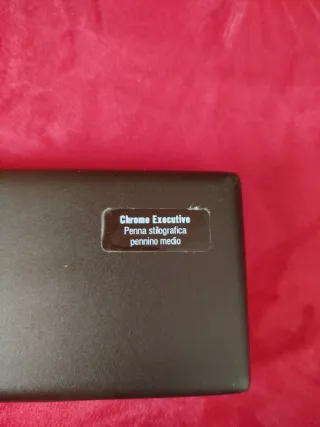 Chrome Executive
Penna stilografica
pennino medio